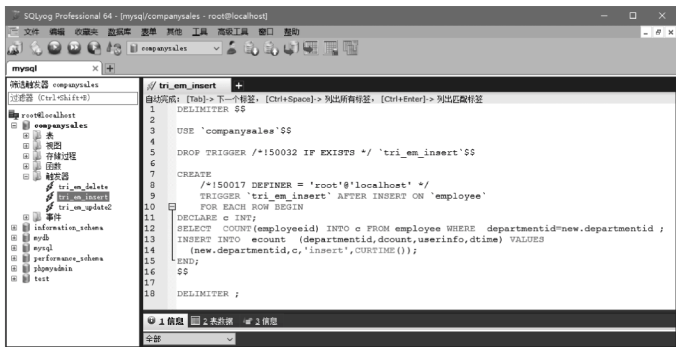 SQLyog Professional 64 - [mysql/companysales - root@localhost]
文件 编辑 收藏夹 数据库 表单 其他 工具 高级工具 窗口 帮助
companysales
mysql
筛选触发器 companysales
过滤器 (Ctrl+Shift+B)
root@localhost
companysales
表
视图
存储过程
函数
触发器
tri_em_delete
tri_em_insert
tri_em_update2
事件
information_schema
mydb
mysql
performance_schema
phpmyadmin
test
tri_em_insert
自动完成: [Tab]-> 下一个标签, [Ctrl+Space]-> 列出所有标签, [Ctrl+Enter]-> 列出匹配标签
1 DELIMITER $$
2
3 USE `companysales`$$
4
5 DROP TRIGGER /*!50032 IF EXISTS */ `tri_em_insert`$$
6
7 CREATE
8 /*!50017 DEFINER = 'root'@'localhost' */
9 TRIGGER `tri_em_insert` AFTER INSERT ON `employee`
10 FOR EACH ROW BEGIN
11 DECLARE c INT;
12 SELECT COUNT(employeeid) INTO c FROM employee WHERE departmentid=new.departmentid ;
13 INSERT INTO ecount (departmentid,dcount,userinfo,dtime) VALUES
14 (new.departmentid,c,'insert',CURTIME());
15 END;
16 $$
17
18 DELIMITER ;
1 信息 2 表数据 3 信息
全部